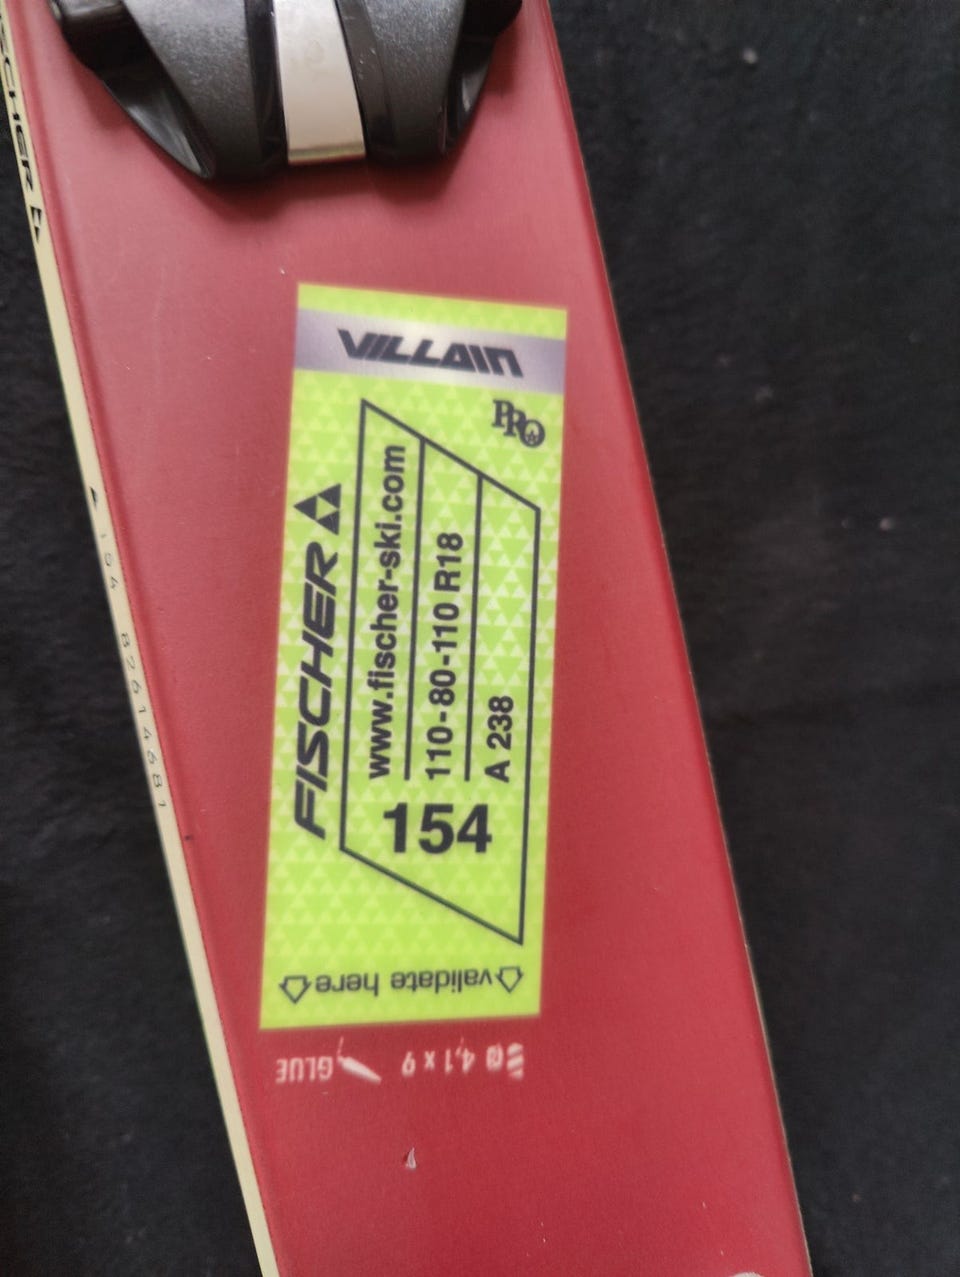 FISCHER
VILLAIN
PRO
FISCHER
www.fischer-ski.com
110-80-110 R18
A 238
154
validate here
4,1 x 9 GLUE